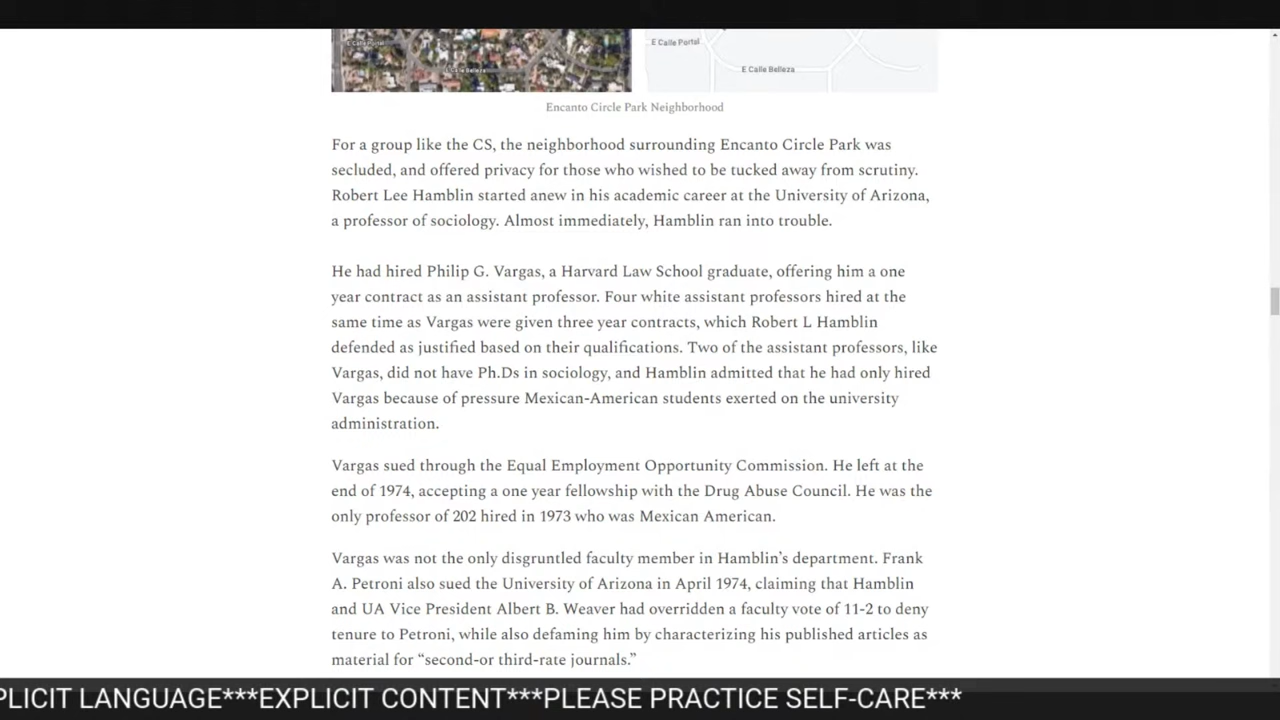 E Calle Portal
E Calle Portal
E Calle Belleza
E Calle Belleza
Encanto Circle Park Neighborhood
For a group like the CS, the neighborhood surrounding Encanto Circle Park was
secluded, and offered privacy for those who wished to be tucked away from scrutiny.
Robert Lee Hamblin started anew in his academic career at the University of Arizona,
a professor of sociology. Almost immediately, Hamblin ran into trouble.
He had hired Philip G. Vargas, a Harvard Law School graduate, offering him a one
year contract as an assistant professor. Four white assistant professors hired at the
same time as Vargas were given three year contracts, which Robert L Hamblin
defended as justified based on their qualifications. Two of the assistant professors, like
Vargas, did not have Ph.Ds in sociology, and Hamblin admitted that he had only hired
Vargas because of pressure Mexican-American students exerted on the university
administration.
Vargas sued through the Equal Employment Opportunity Commission. He left at the
end of 1974, accepting a one year fellowship with the Drug Abuse Council. He was the
only professor of 202 hired in 1973 who was Mexican American.
Vargas was not the only disgruntled faculty member in Hamblin's department. Frank
A. Petroni also sued the University of Arizona in April 1974, claiming that Hamblin
and UA Vice President Albert B. Weaver had overridden a faculty vote of 11-2 to deny
tenure to Petroni, while also defaming him by characterizing his published articles as
material for “second-or third-rate journals.”
PLICIT LANGUAGE***EXPLICIT CONTENT***PLEASE PRACTICE SELF-CARE***